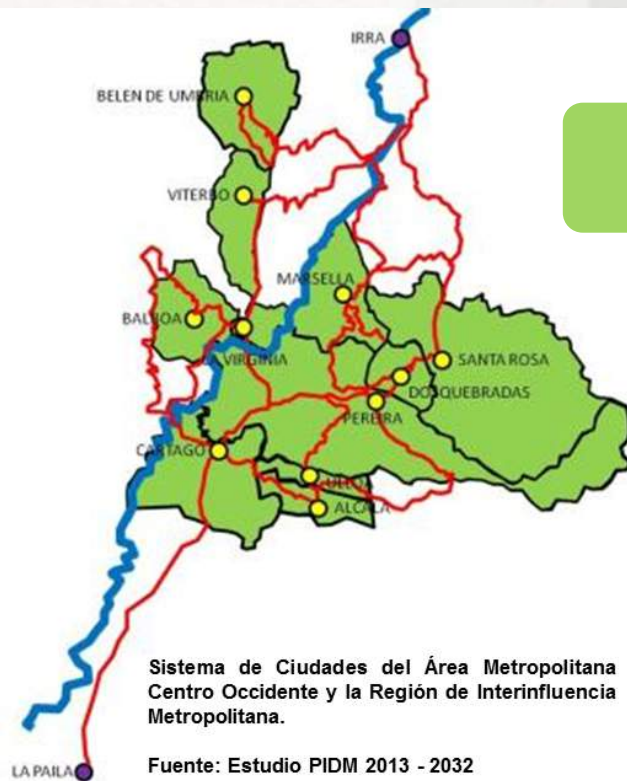 IRRA
BELEN DE UMBRIA
VITERBO
MARSELLA
BALBOA
LA VIRGINIA
SANTA ROSA
DOSQUEBRADAS
PEREIRA
CARTAGO
ULLOA
ALCALA
Sistema de Ciudades del Área Metropolitana
Centro Occidente y la Región de Interinfluencia
Metropolitana.
Fuente: Estudio PIDM 2013 - 2032
LA PAILA